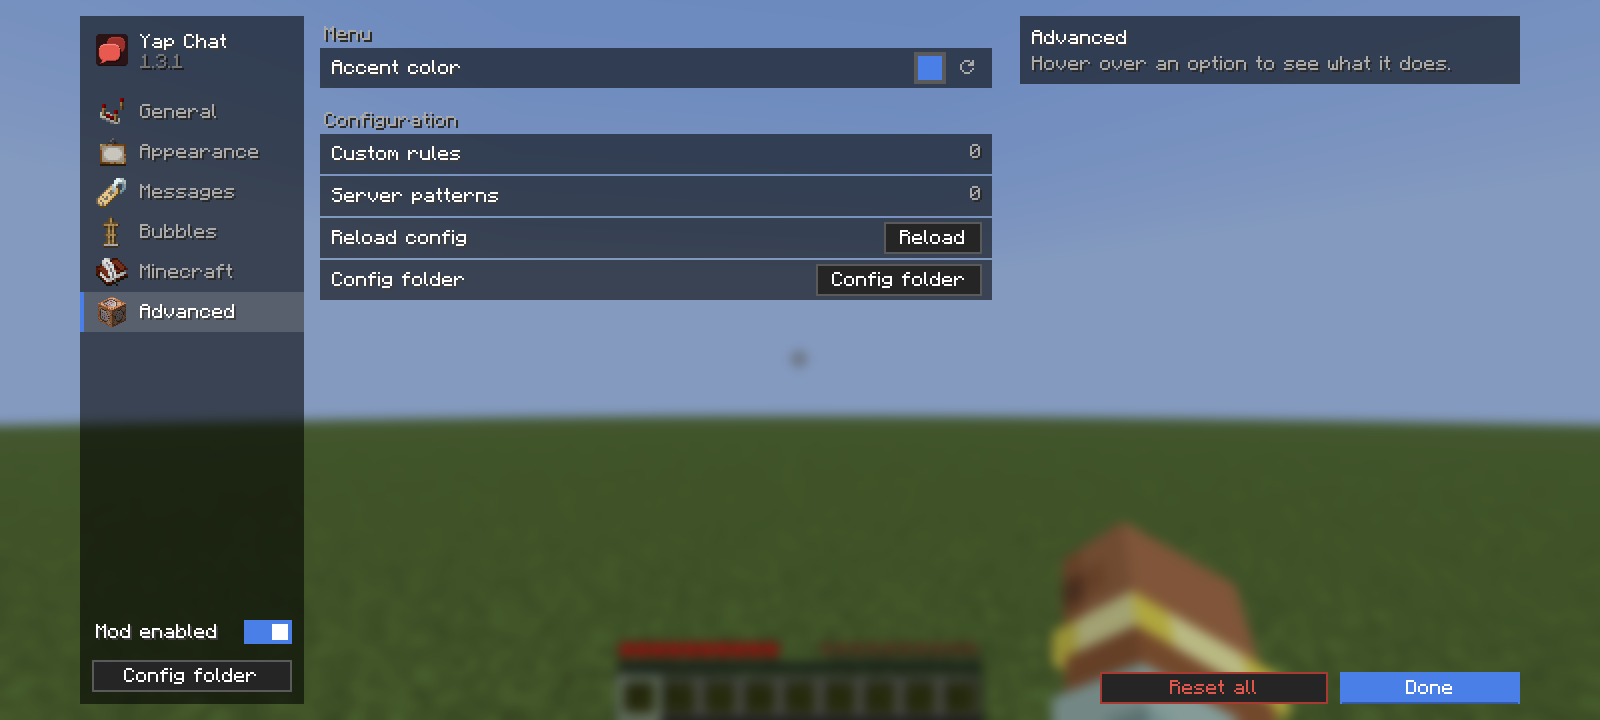 Yap Chat
1.3.1
General
Appearance
Messages
Bubbles
Minecraft
Advanced
Mod enabled
Config folder
Menu
Accent color
Configuration
Custom rules 0
Server patterns 0
Reload config Reload
Config folder Config folder
Advanced
Hover over an option to see what it does.
Reset all Done